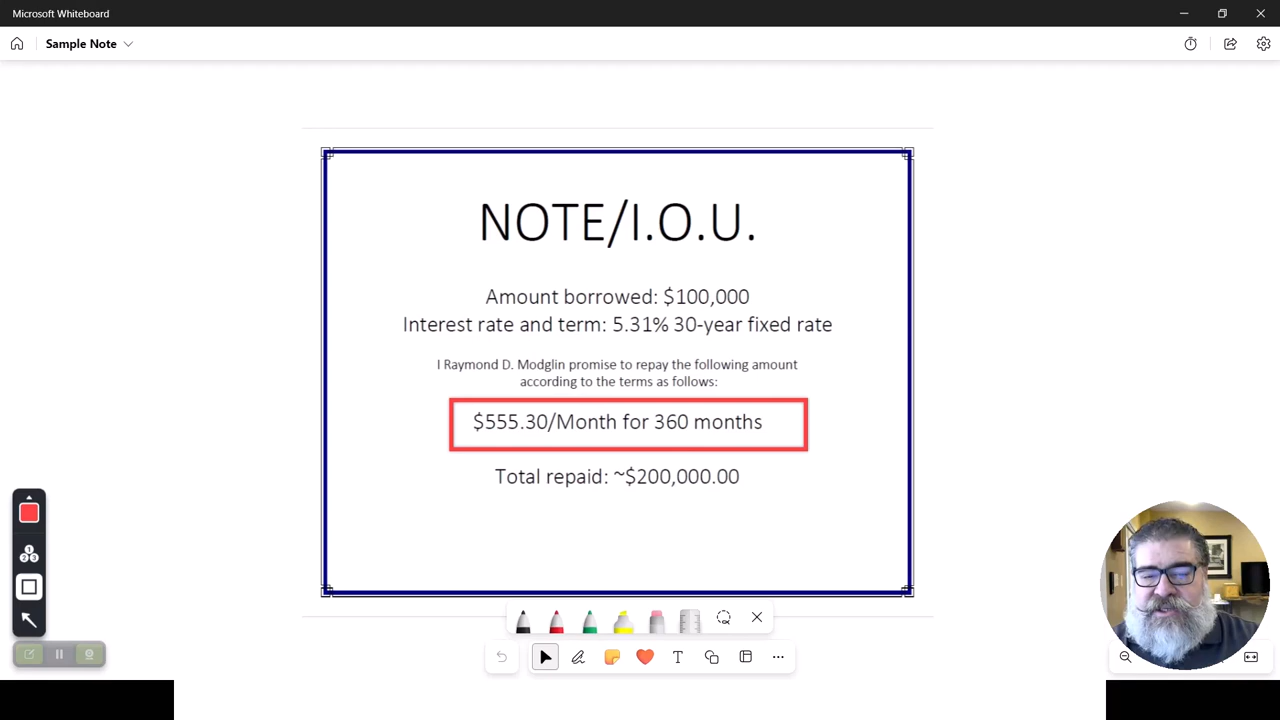 Microsoft Whiteboard
Sample Note
NOTE/I.O.U.
Amount borrowed: $100,000
Interest rate and term: 5.31% 30-year fixed rate
I Raymond D. Modglin promise to repay the following amount
according to the terms as follows:
$555.30/Month for 360 months
Total repaid: ~$200,000.00